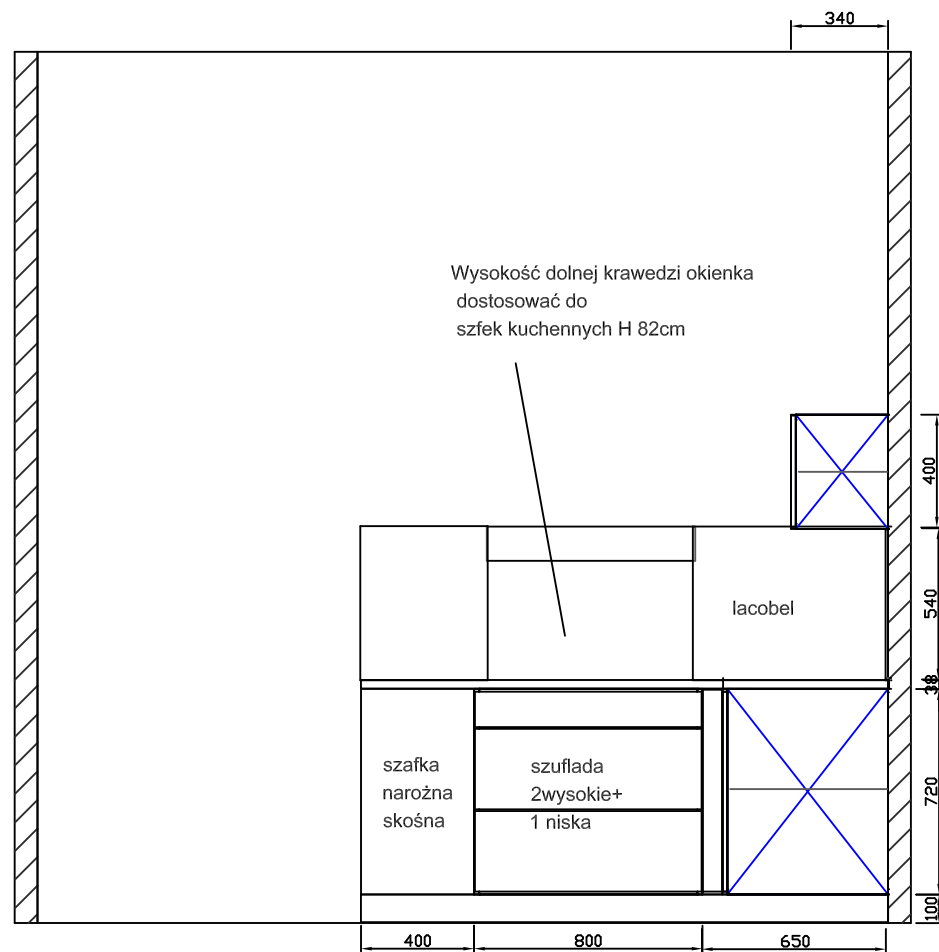 340
Wysokość dolnej krawedzi okienka
dostosować do
szfek kuchennych H 82cm
400
540
lacobel
38
szafka
narożna
skośna
szuflada
2wysokie+
1 niska
720
100
400
800
650